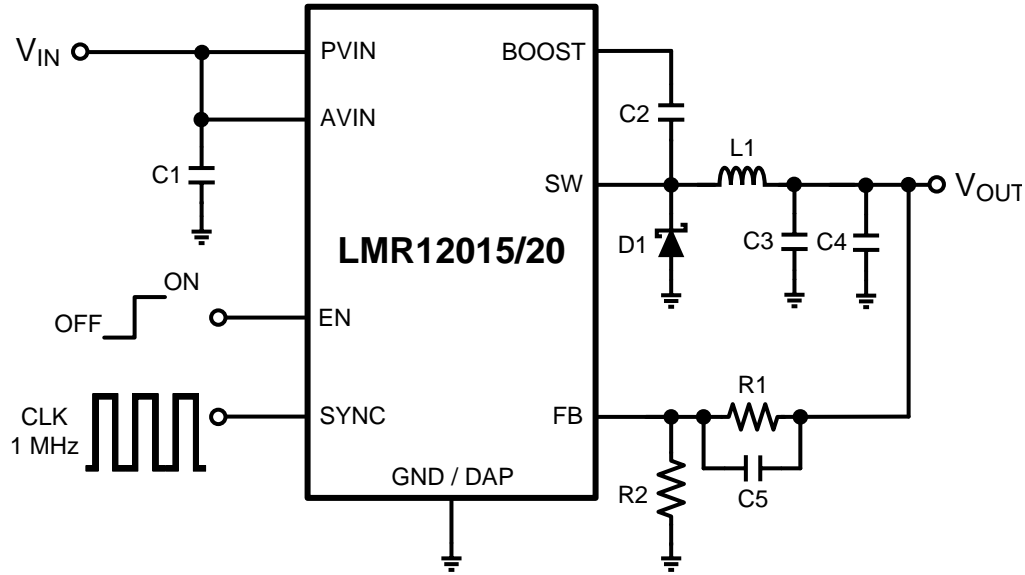 VIN
PVIN
BOOST
AVIN
C2
C1
L1
SW
VOUT
D1
C3
C4
LMR12015/20
ON
OFF
EN
R1
CLK
1 MHz
SYNC
FB
GND / DAP
R2
C5